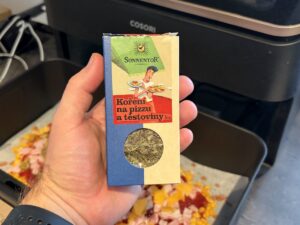 COSORI
SONNENTOR
Koření
na pizzu
a těstoviny